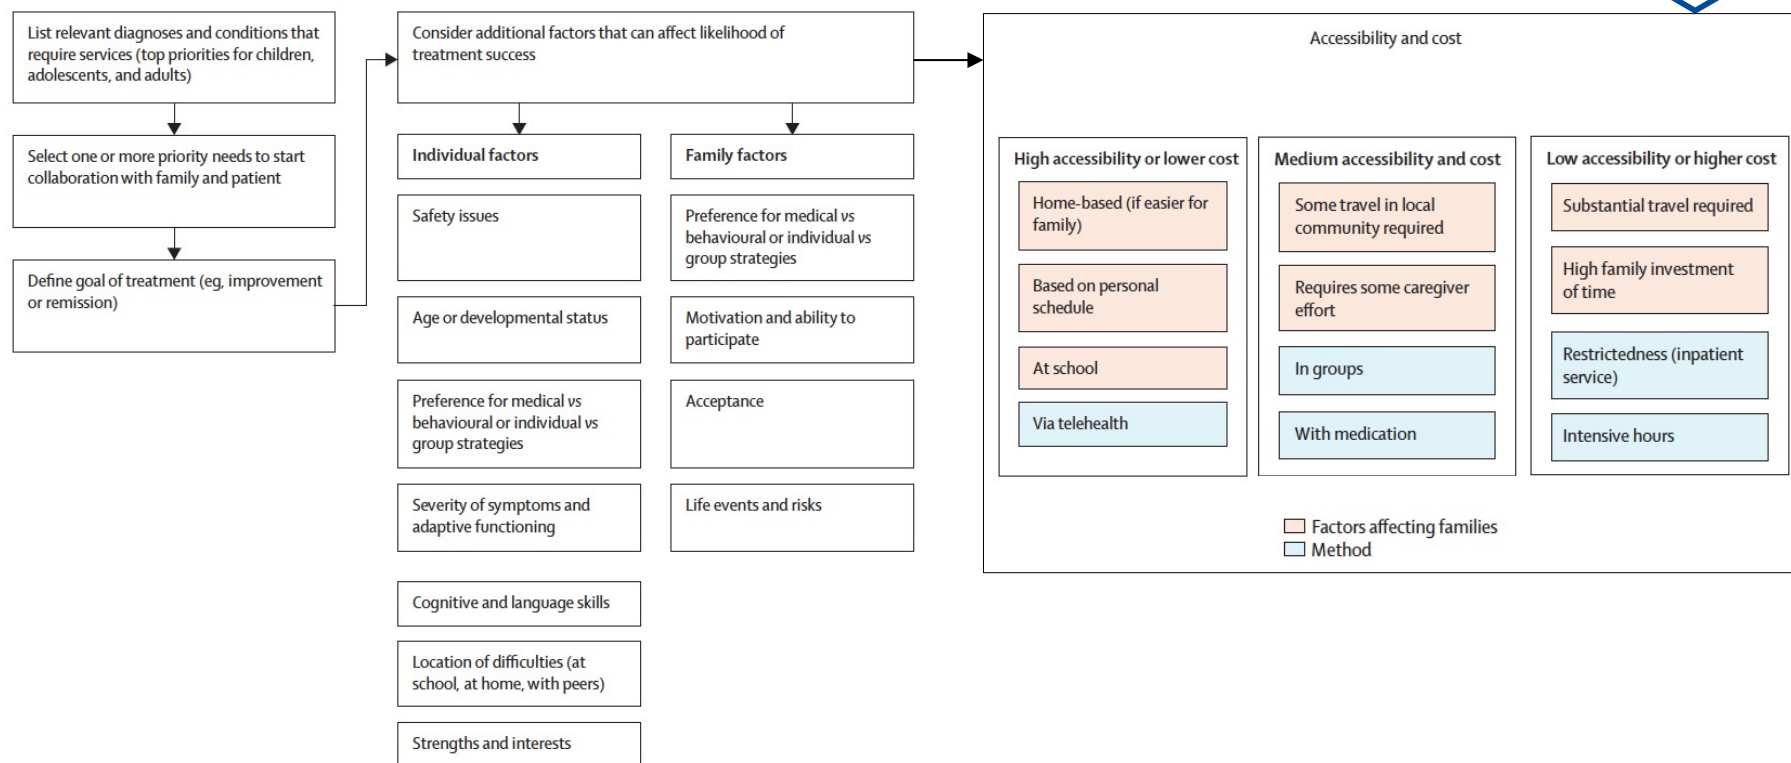 List relevant diagnoses and conditions that
require services (top priorities for children,
adolescents, and adults)
Select one or more priority needs to start
collaboration with family and patient
Define goal of treatment (eg, improvement
or remission)
Consider additional factors that can affect likelihood of
treatment success
Individual factors
Safety issues
Age or developmental status
Preference for medical vs
behavioural or individual vs
group strategies
Severity of symptoms and
adaptive functioning
Cognitive and language skills
Location of difficulties (at
school, at home, with peers)
Strengths and interests
Family factors
Preference for medical vs
behavioural or individual vs
group strategies
Motivation and ability to
participate
Acceptance
Life events and risks
Accessibility and cost
High accessibility or lower cost
Home-based (if easier for
family)
Based on personal
schedule
At school
Via telehealth
Medium accessibility and cost
Some travel in local
community required
Requires some caregiver
effort
In groups
With medication
Low accessibility or higher cost
Substantial travel required
High family investment
of time
Restrictedness (inpatient
service)
Intensive hours
Factors affecting families
Method